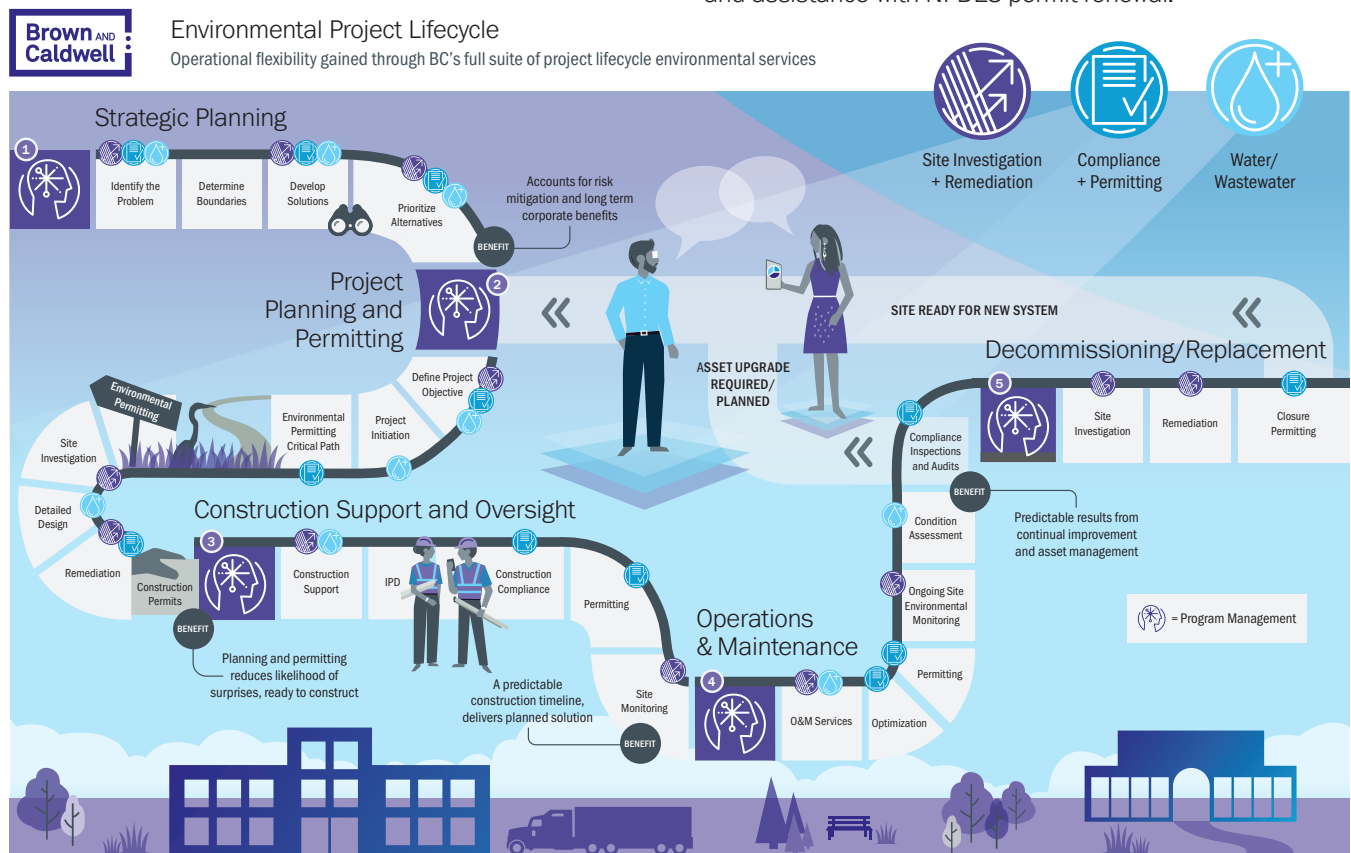 and assistance with NPDES permit renewal.
Brown AND
Caldwell
Environmental Project Lifecycle
Operational flexibility gained through BC's full suite of project lifecycle environmental services
Site Investigation
+ Remediation
Compliance
+ Permitting
Water/
Wastewater
Strategic Planning
1
Identify the
Problem
Determine
Boundaries
Develop
Solutions
Prioritize
Alternatives
BENEFIT
Accounts for risk
mitigation and long term
corporate benefits
Project
Planning and
Permitting
2
Define Project
Objective
Project
Initiation
Environmental
Permitting
Critical Path
Environmental
Permitting
Site
Investigation
Detailed
Design
Remediation
Construction
Permits
BENEFIT
Planning and permitting
reduces likelihood of
surprises, ready to construct
Construction Support and Oversight
3
Construction
Support
IPD
Construction
Compliance
Permitting
Site
Monitoring
BENEFIT
A predictable
construction timeline,
delivers planned solution
Operations
& Maintenance
4
O&M Services
Optimization
Permitting
Ongoing Site
Environmental
Monitoring
Condition
Assessment
Compliance
Inspections
and Audits
BENEFIT
Predictable results from
continual improvement
and asset management
ASSET UPGRADE
REQUIRED/
PLANNED
SITE READY FOR NEW SYSTEM
Decommissioning/Replacement
5
Site
Investigation
Remediation
Closure
Permitting
= Program Management